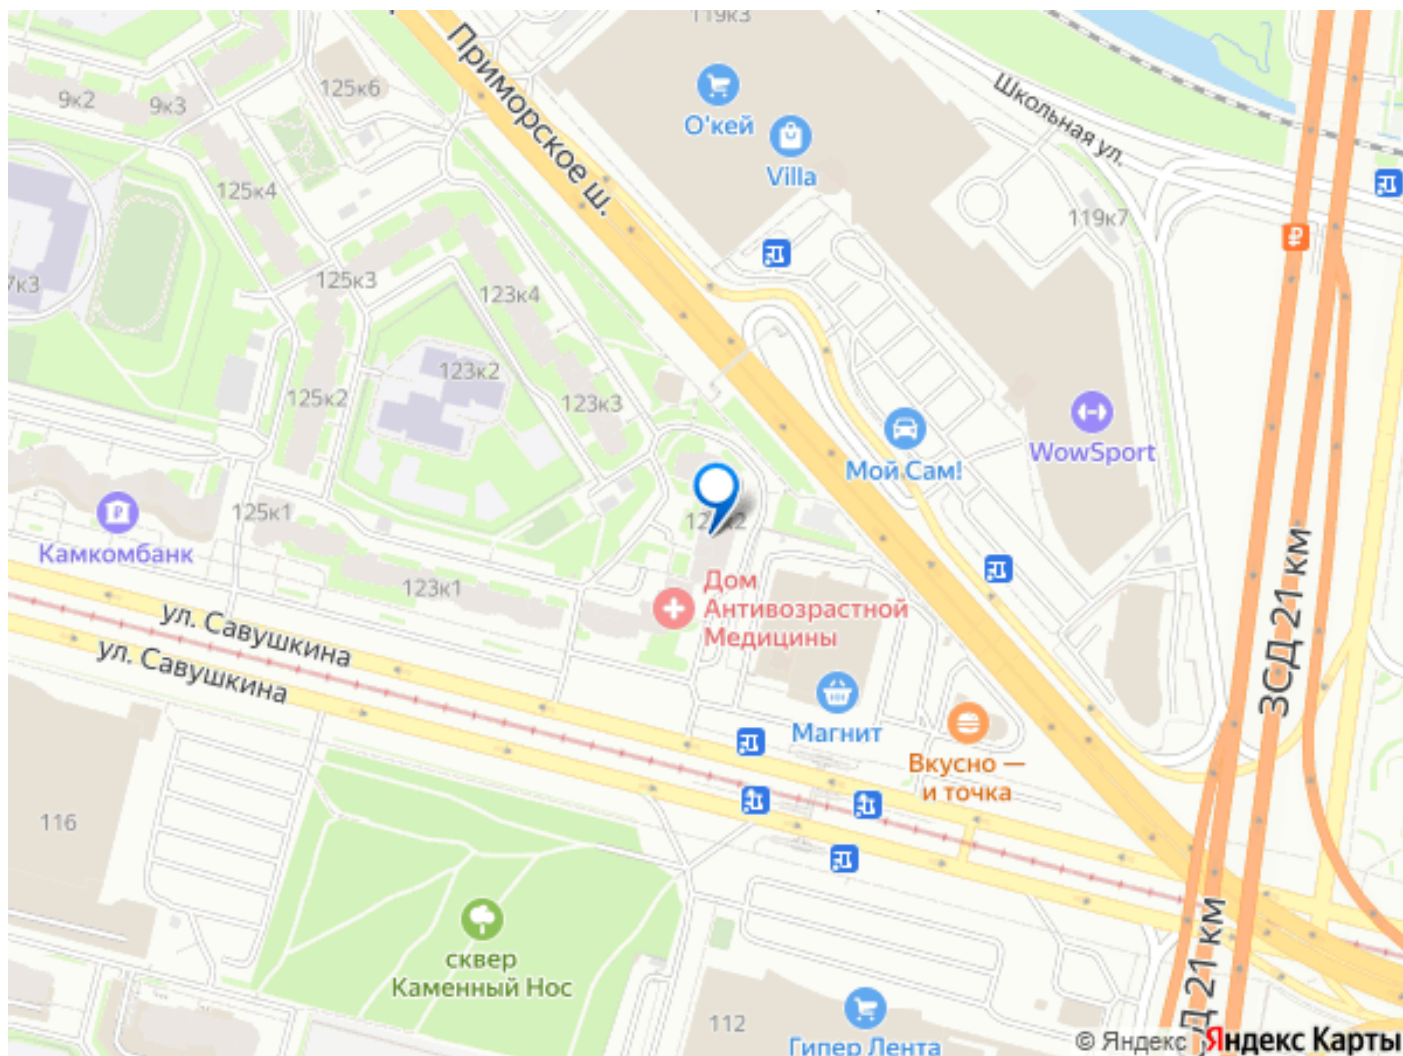 119к3
125к6
9к2
9к3
Приморское ш.
О'кей
Villa
Школьная ул.
125к4
119к7
7к3
125к3
123к4
123к2
125к2
123к3
WowSport
Мой Сам!
125к1
Камкомбанк
123к1
Дом
Антивозрастной
Медицины
ул. Савушкина
ул. Савушкина
ЗСД 21 км
Магнит
Вкусно —
и точка
116
сквер
Каменный Нос
112
Гипер Лента
Д 21 км
© Яндекс Яндекс Карты